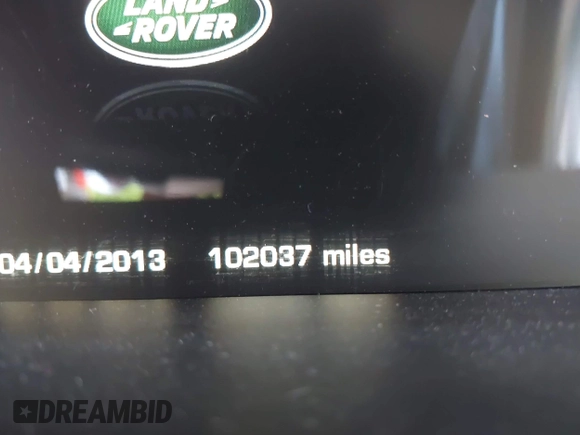 LAND
ROVER
04/04/2013 102037 miles
DREAMBID